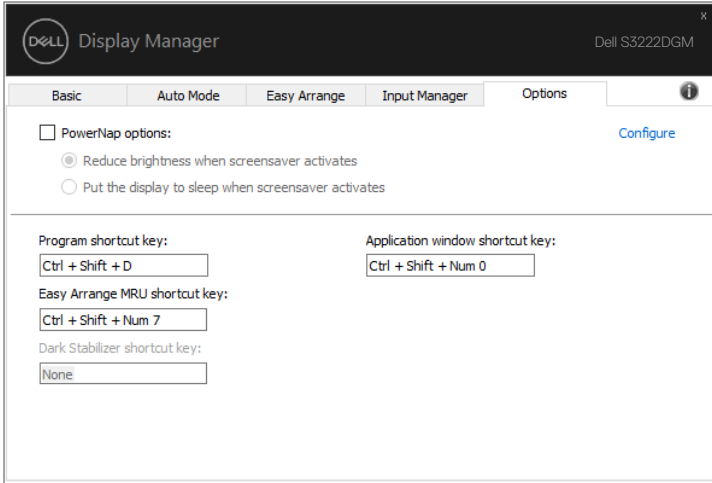 x
DELL Display Manager Dell S3222DGM
Basic Auto Mode Easy Arrange Input Manager Options i
PowerNap options: Configure
Reduce brightness when screensaver activates
Put the display to sleep when screensaver activates
Program shortcut key: Application window shortcut key:
Ctrl + Shift + D Ctrl + Shift + Num 0
Easy Arrange MRU shortcut key:
Ctrl + Shift + Num 7
Dark Stabilizer shortcut key:
None